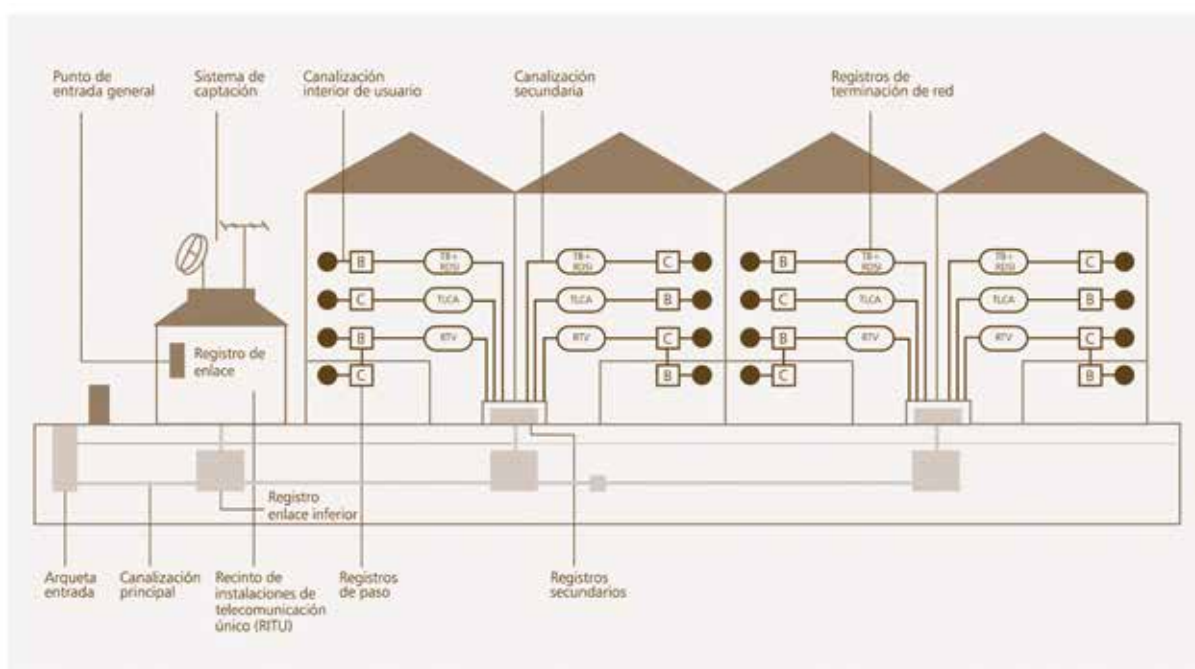 Punto de
entrada general
Sistema de
captación
Canalización
interior de usuario
Canalización
secundaria
Registros de
terminación de red
B
TB+
RDSI
TB+
RDSI
C
B
TB+
RDSI
TB+
RDSI
C
C
TLCA
TLCA
B
C
TLCA
TLCA
B
B
RTV
RTV
C
B
RTV
RTV
C
C
B
C
B
Registro de
enlace
Registro
enlace inferior
Arqueta
entrada
Canalización
principal
Recinto de
instalaciones de
telecomunicación
único (RITU)
Registros
de paso
Registros
secundarios